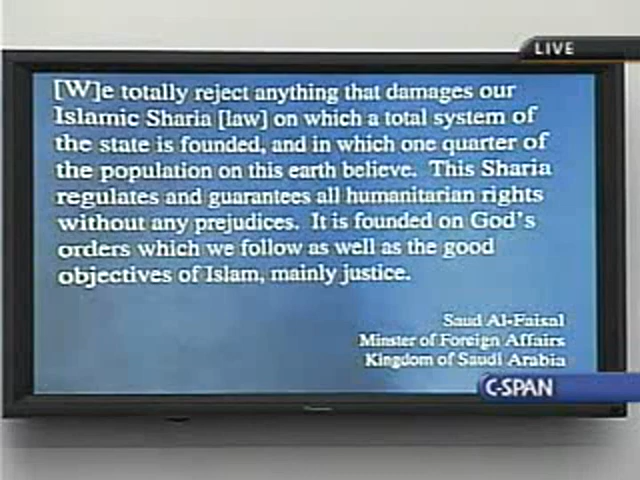 LIVE
[W]e totally reject anything that damages our
Islamic Sharia [law] on which a total system of
the state is founded, and in which one quarter of
the population on this earth believe. This Sharia
regulates and guarantees all humanitarian rights
without any prejudices. It is founded on God's
orders which we follow as well as the good
objectives of Islam, mainly justice.
Saud Al-Faisal
Minster of Foreign Affairs
Kingdom of Saudi Arabia
C-SPAN